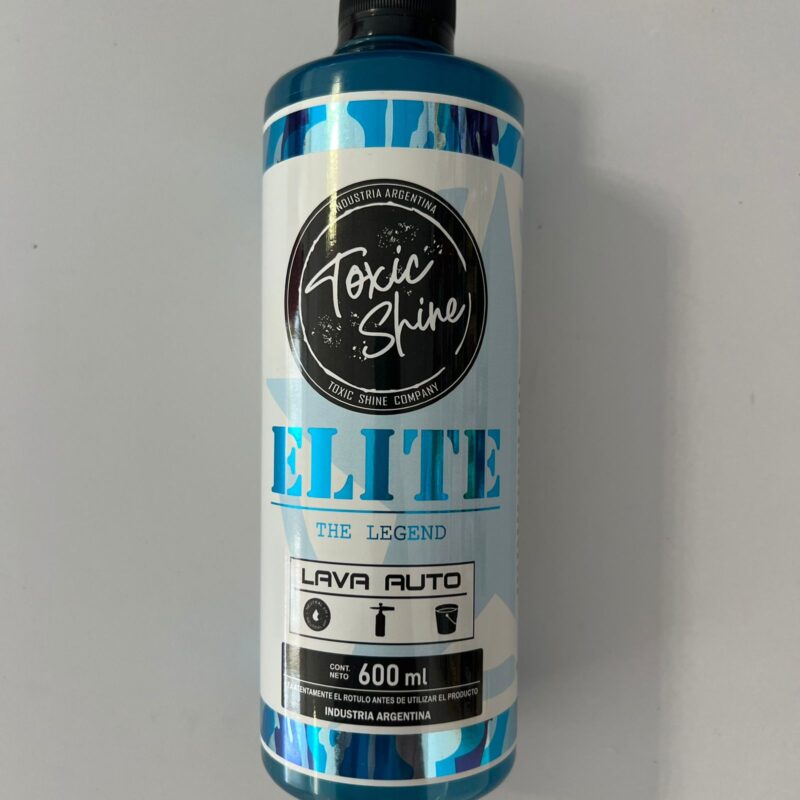 INDUSTRIA ARGENTINA
Toxic
Shine
TOXIC SHINE COMPANY
ELITE
THE LEGEND
LAVA AUTO
CONT.
NETO 600 ml
ATENTAMENTE EL ROTULO ANTES DE UTILIZAR EL PRODUCTO
INDUSTRIA ARGENTINA